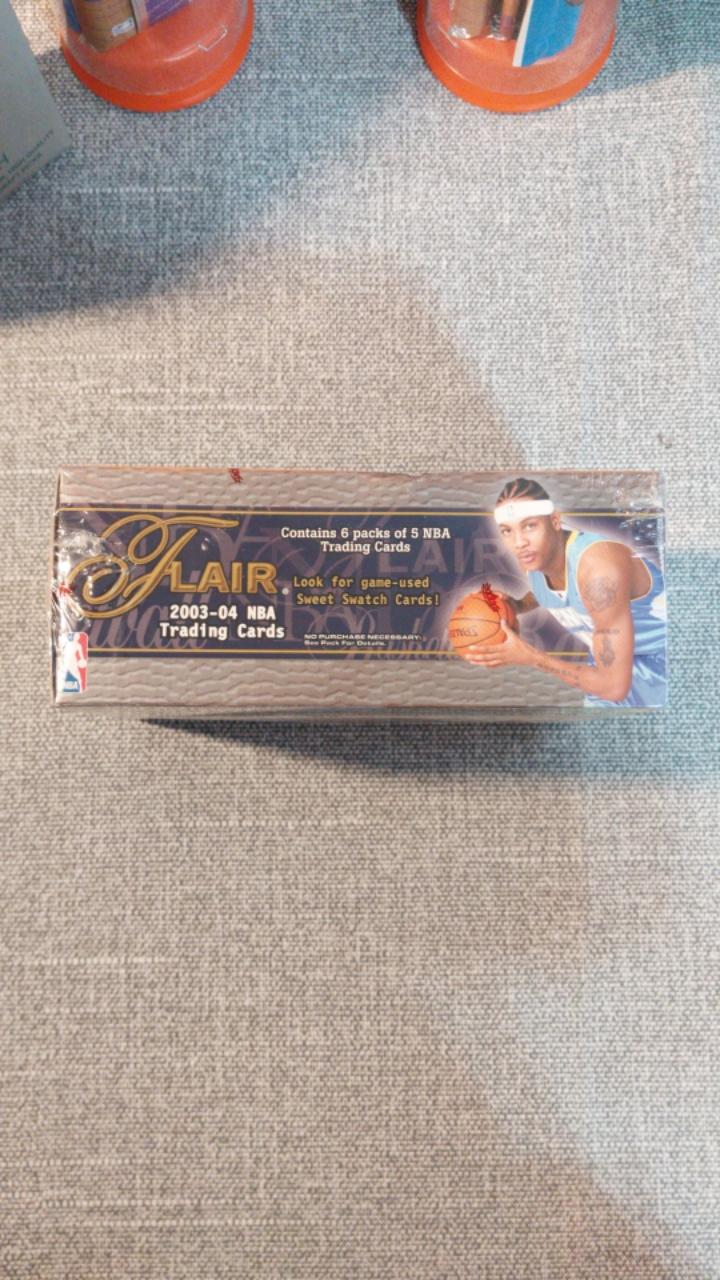 Contains 6 packs of 5 NBA
Trading Cards
FLAIR
Look for game-used
Sweet Swatch Cards!
2003-04 NBA
Trading Cards
NO PURCHASE NECESSARY:
See Pack For Details.
NBA